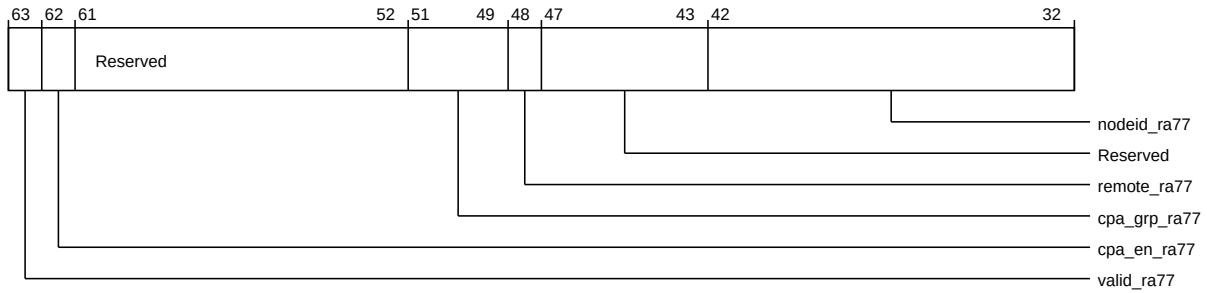 63 62 61 52 51 49 48 47 43 42 32
Reserved
nodeid_ra77
Reserved
remote_ra77
cpa_grp_ra77
cpa_en_ra77
valid_ra77